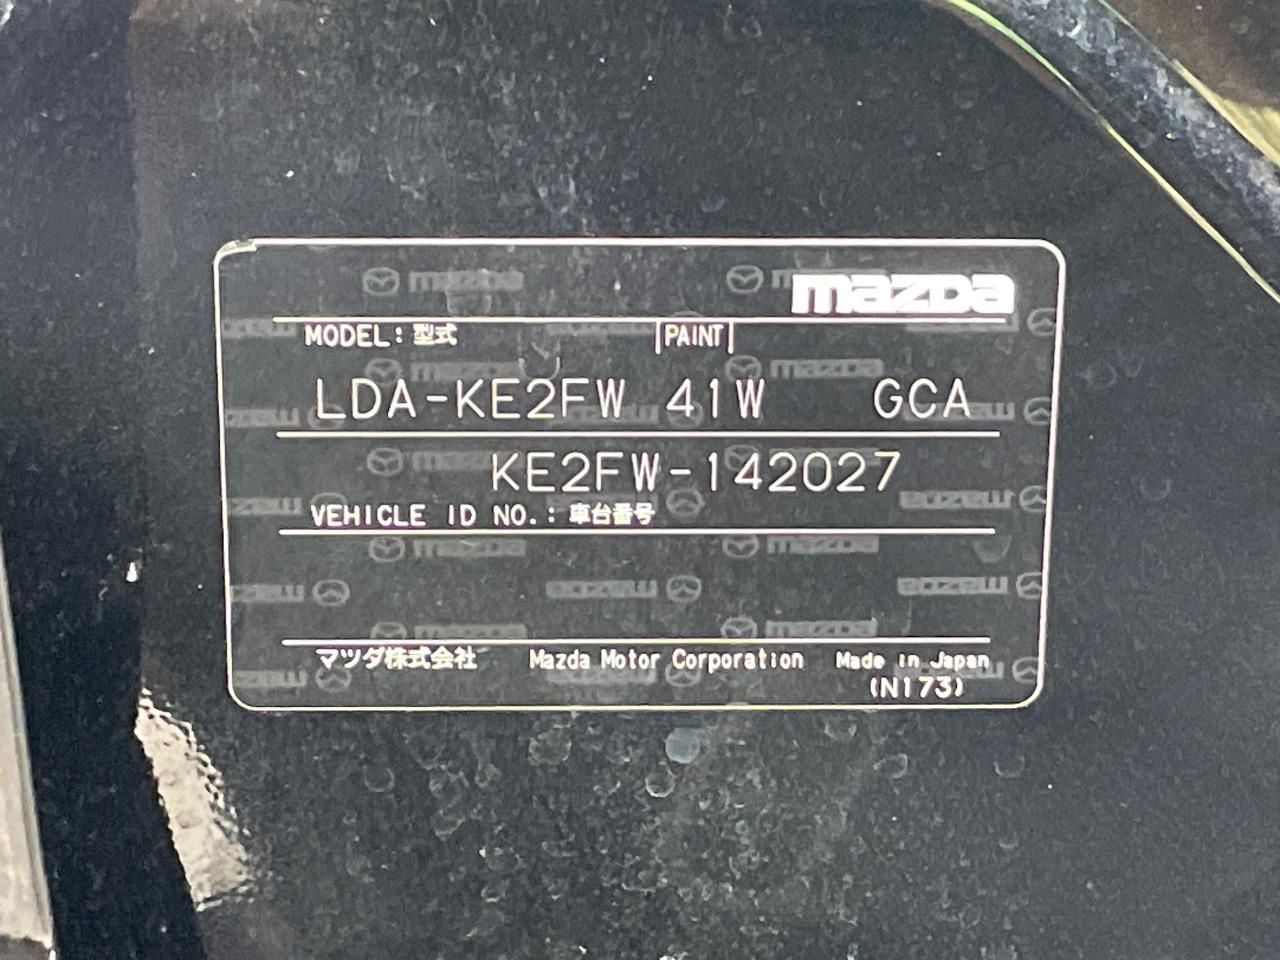 mazda
MODEL: 型式 PAINT
LDA-KE2FW 41W GCA
KE2FW-142027
VEHICLE ID NO.: 車台番号
マツダ株式会社 Mazda Motor Corporation Made in Japan
(N173)